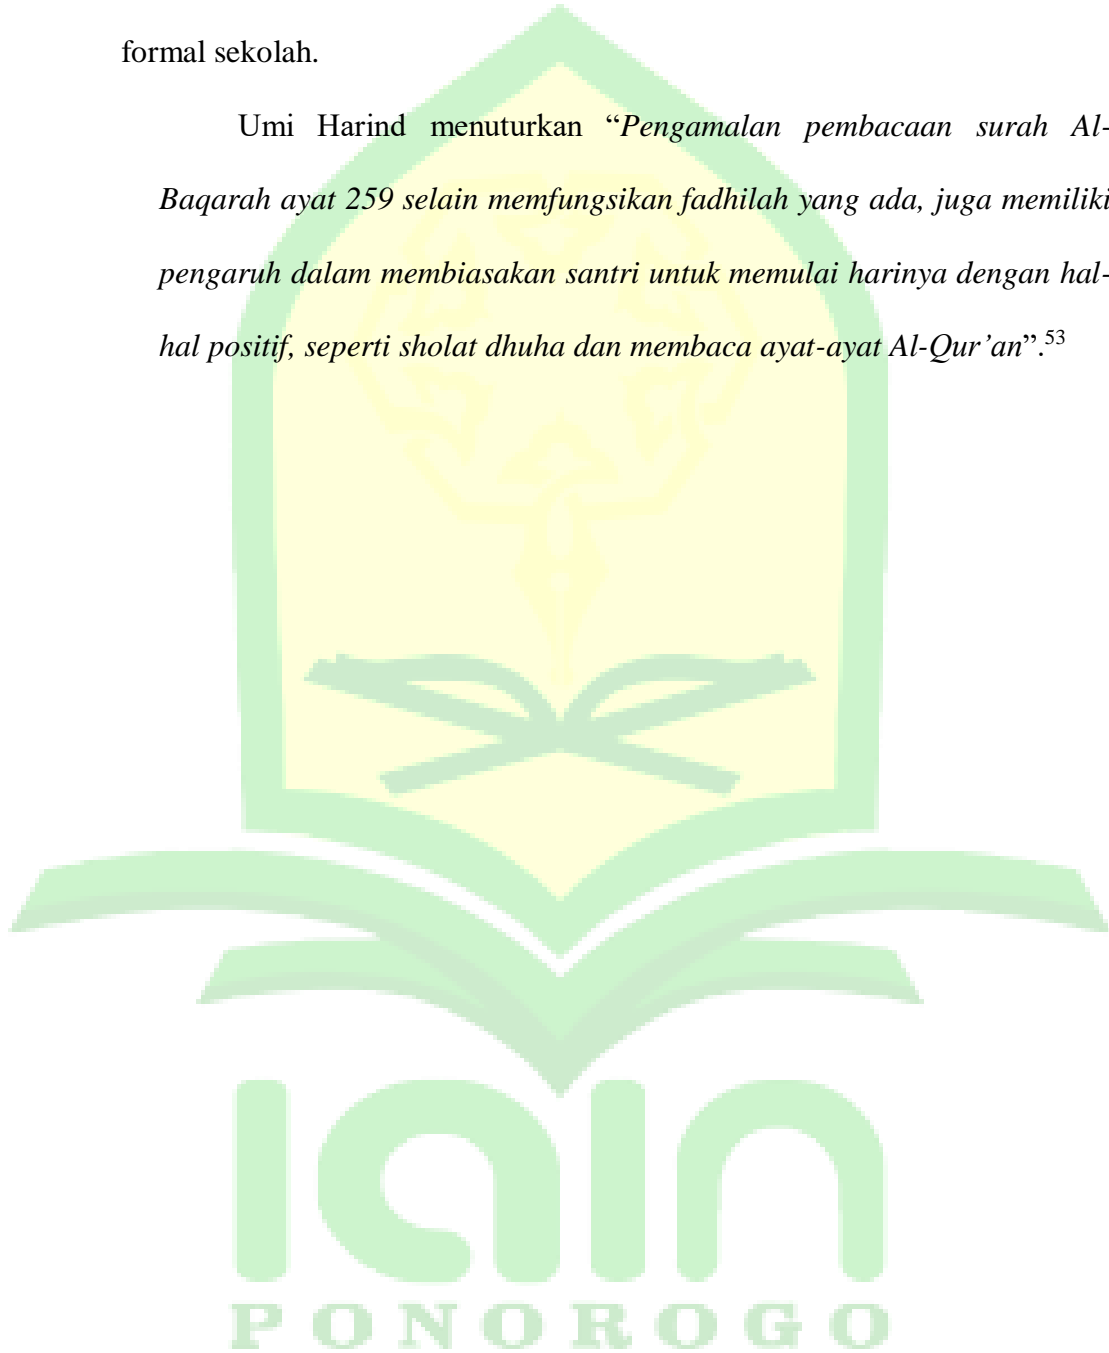 formal sekolah.
Umi Harind menuturkan “Pengamalan pembacaan surah Al-
Baqarah ayat 259 selain memfungsikan fadhilah yang ada, juga memiliki
pengaruh dalam membiasakan santri untuk memulai harinya dengan hal-
hal positif, seperti sholat dhuha dan membaca ayat-ayat Al-Qur’an”.53
iain
PONOROGO